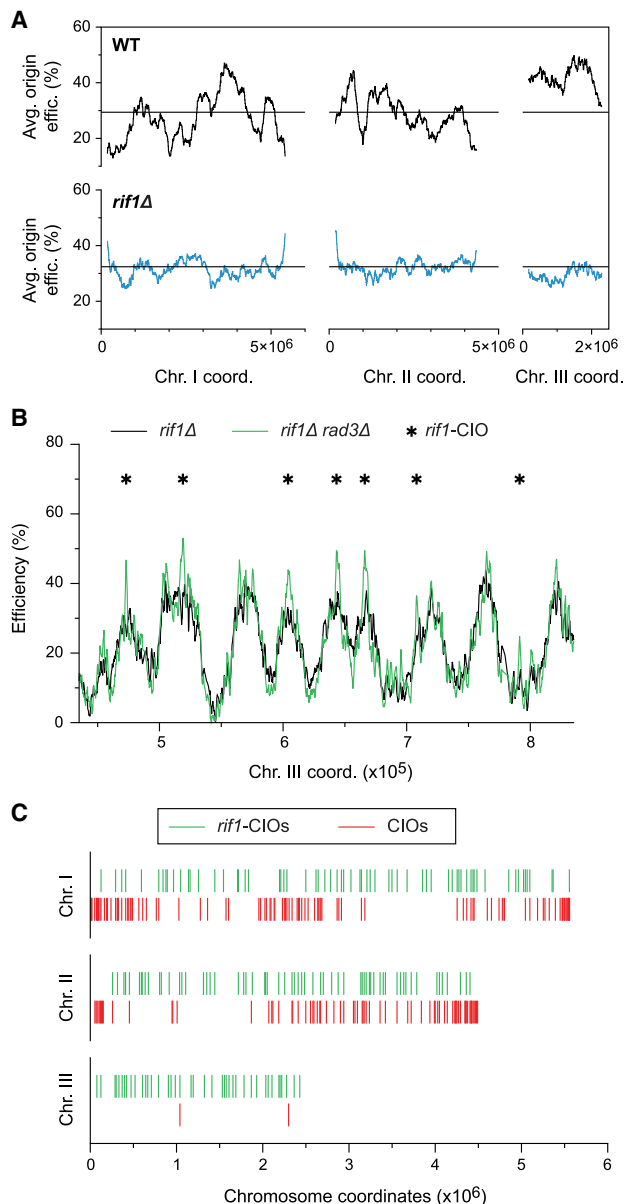 A
WT
Avg. origin
effic. (%)
60
40
20
rif1Δ
Avg. origin
effic. (%)
60
40
20
0 5×10⁶ 0 5×10⁶ 0 2×10⁶
Chr. I coord. Chr. II coord. Chr. III coord.
B
rif1Δ rif1Δ rad3Δ * rif1-CIO
Efficiency (%)
80
60
40
20
0
* * * * * * *
5 6 7 8
Chr. III coord. (x10⁵)
C
rif1-CIOs CIOs
Chr. I
Chr. II
Chr. III
0 1 2 3 4 5 6
Chromosome coordinates (x10⁶)